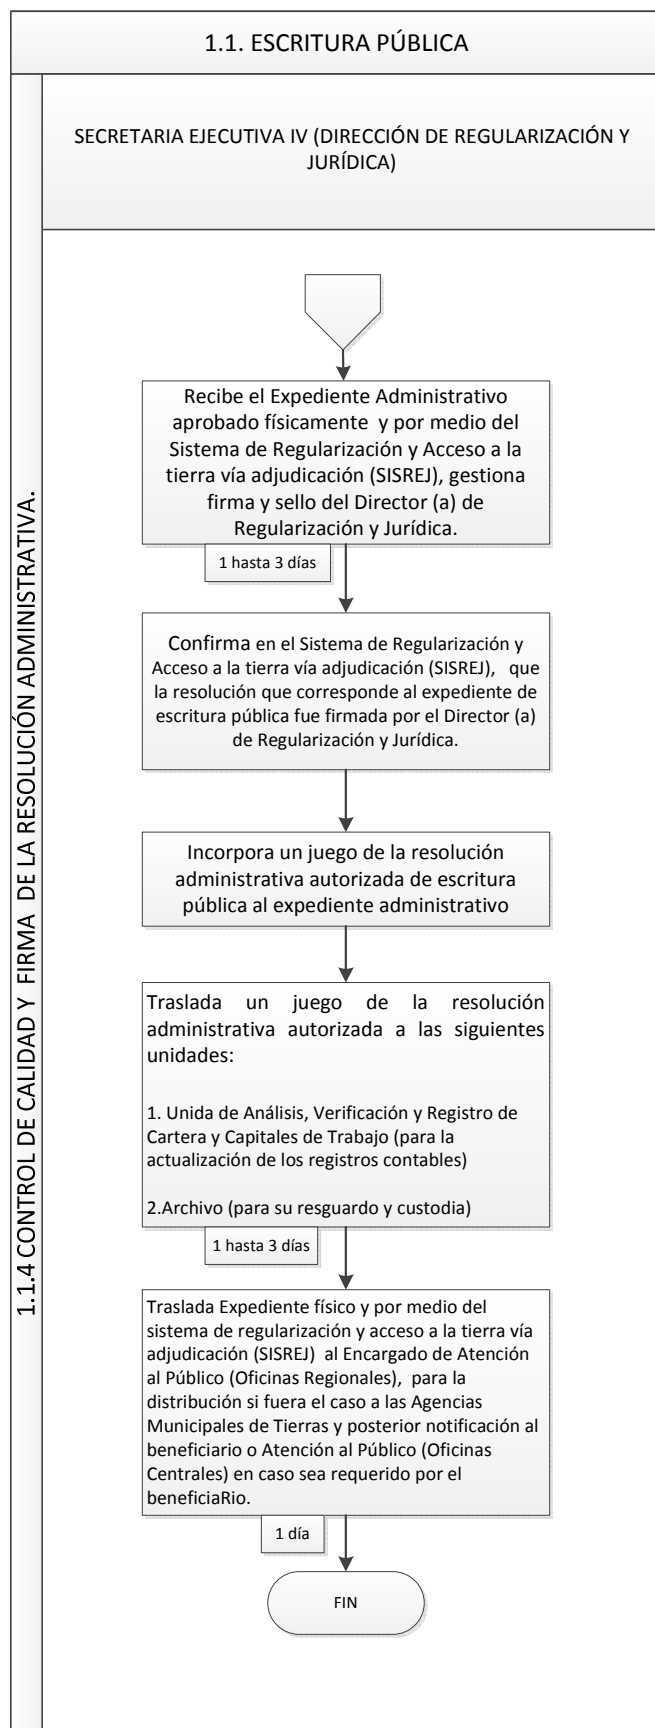 1.1. ESCRITURA PÚBLICA
SECRETARIA EJECUTIVA IV (DIRECCIÓN DE REGULARIZACIÓN Y
JURÍDICA)
1.1.4 CONTROL DE CALIDAD Y FIRMA DE LA RESOLUCIÓN ADMINISTRATIVA.
Recibe el Expediente Administrativo
aprobado físicamente y por medio del
Sistema de Regularización y Acceso a la
tierra vía adjudicación (SISREJ), gestiona
firma y sello del Director (a) de
Regularización y Jurídica.
1 hasta 3 días
Confirma en el Sistema de Regularización y
Acceso a la tierra vía adjudicación (SISREJ), que
la resolución que corresponde al expediente de
escritura pública fue firmada por el Director (a)
de Regularización y Jurídica.
Incorpora un juego de la resolución
administrativa autorizada de escritura
pública al expediente administrativo
Traslada un juego de la resolución
administrativa autorizada a las siguientes
unidades:
1. Unida de Análisis, Verificación y Registro de
Cartera y Capitales de Trabajo (para la
actualización de los registros contables)
2.Archivo (para su resguardo y custodia)
1 hasta 3 días
Traslada Expediente físico y por medio del
sistema de regularización y acceso a la tierra vía
adjudicación (SISREJ) al Encargado de Atención
al Público (Oficinas Regionales), para la
distribución si fuera el caso a las Agencias
Municipales de Tierras y posterior notificación al
beneficiario o Atención al Público (Oficinas
Centrales) en caso sea requerido por el
beneficiaRio.
1 día
FIN